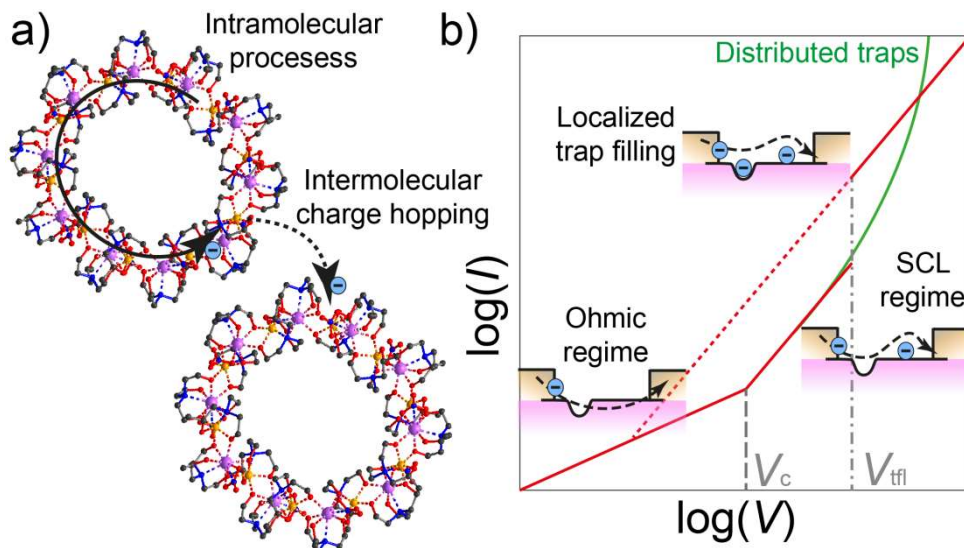 a)
Intramolecular
procesess
Intermolecular
charge hopping
b)
Distributed traps
Localized
trap filling
SCL
regime
Ohmic
regime
Vc
Vtfl
log(I)
log(V)